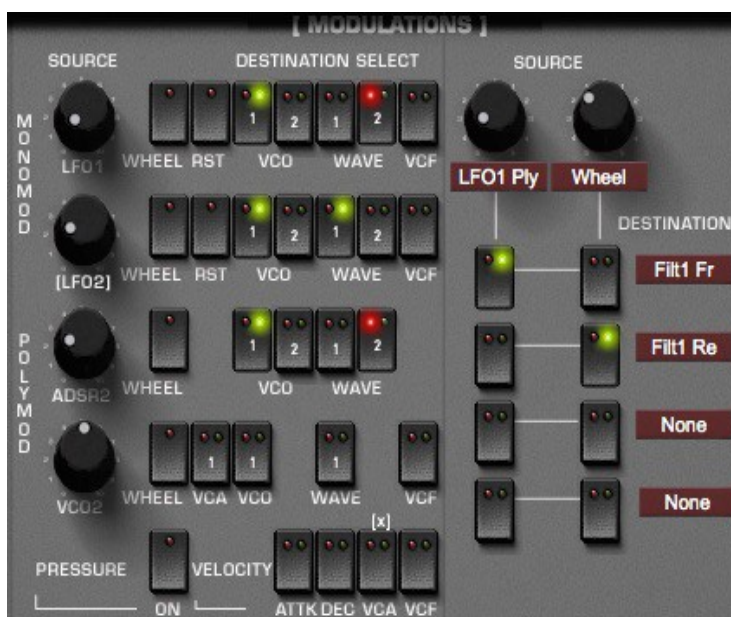 [ MODULATIONS ]
SOURCE DESTINATION SELECT
MONOMOD
LFO1
1 2 1 2
WHEEL RST VCO WAVE VCF
[LFO2]
1 2 1 2
WHEEL RST VCO WAVE VCF
POLYMOD
ADSR2
1 2 1 2
WHEEL VCO WAVE
VCO2
1 1 1
WHEEL VCA VCO WAVE VCF
[x]
PRESSURE ON VELOCITY ATTK DEC VCA VCF
SOURCE
LFO1 Ply Wheel
DESTINATION
Filt1 Fr
Filt1 Re
None
None